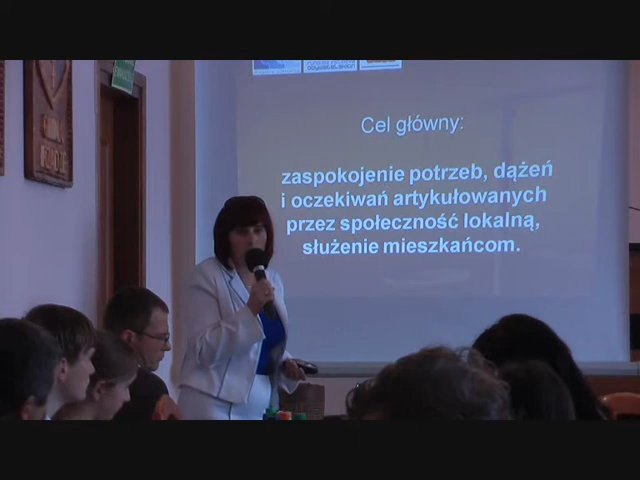 Cel główny:
zaspokojenie potrzeb, dążeń
i oczekiwań artykułowanych
przez społeczność lokalną,
służenie mieszkańcom.